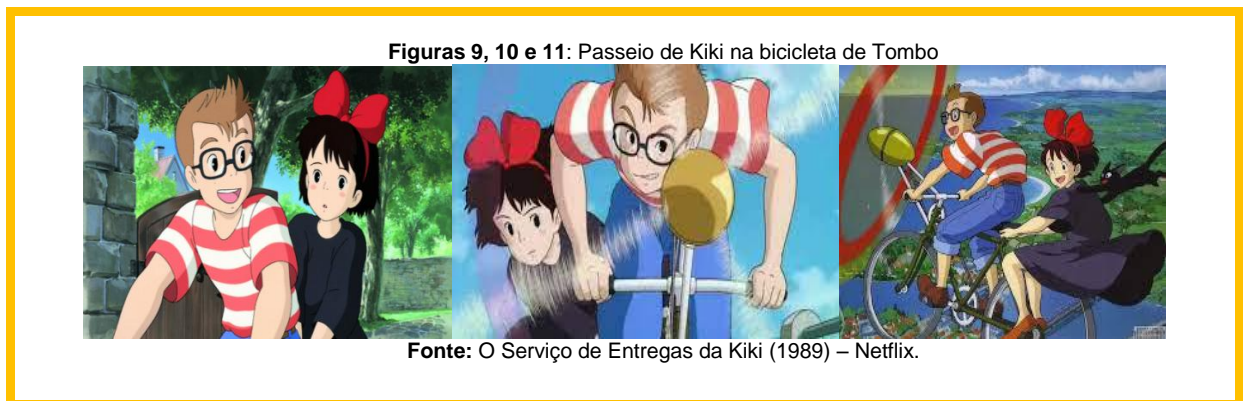 Figuras 9, 10 e 11: Passeio de Kiki na bicicleta de Tombo
Fonte: O Serviço de Entregas da Kiki (1989) – Netflix.